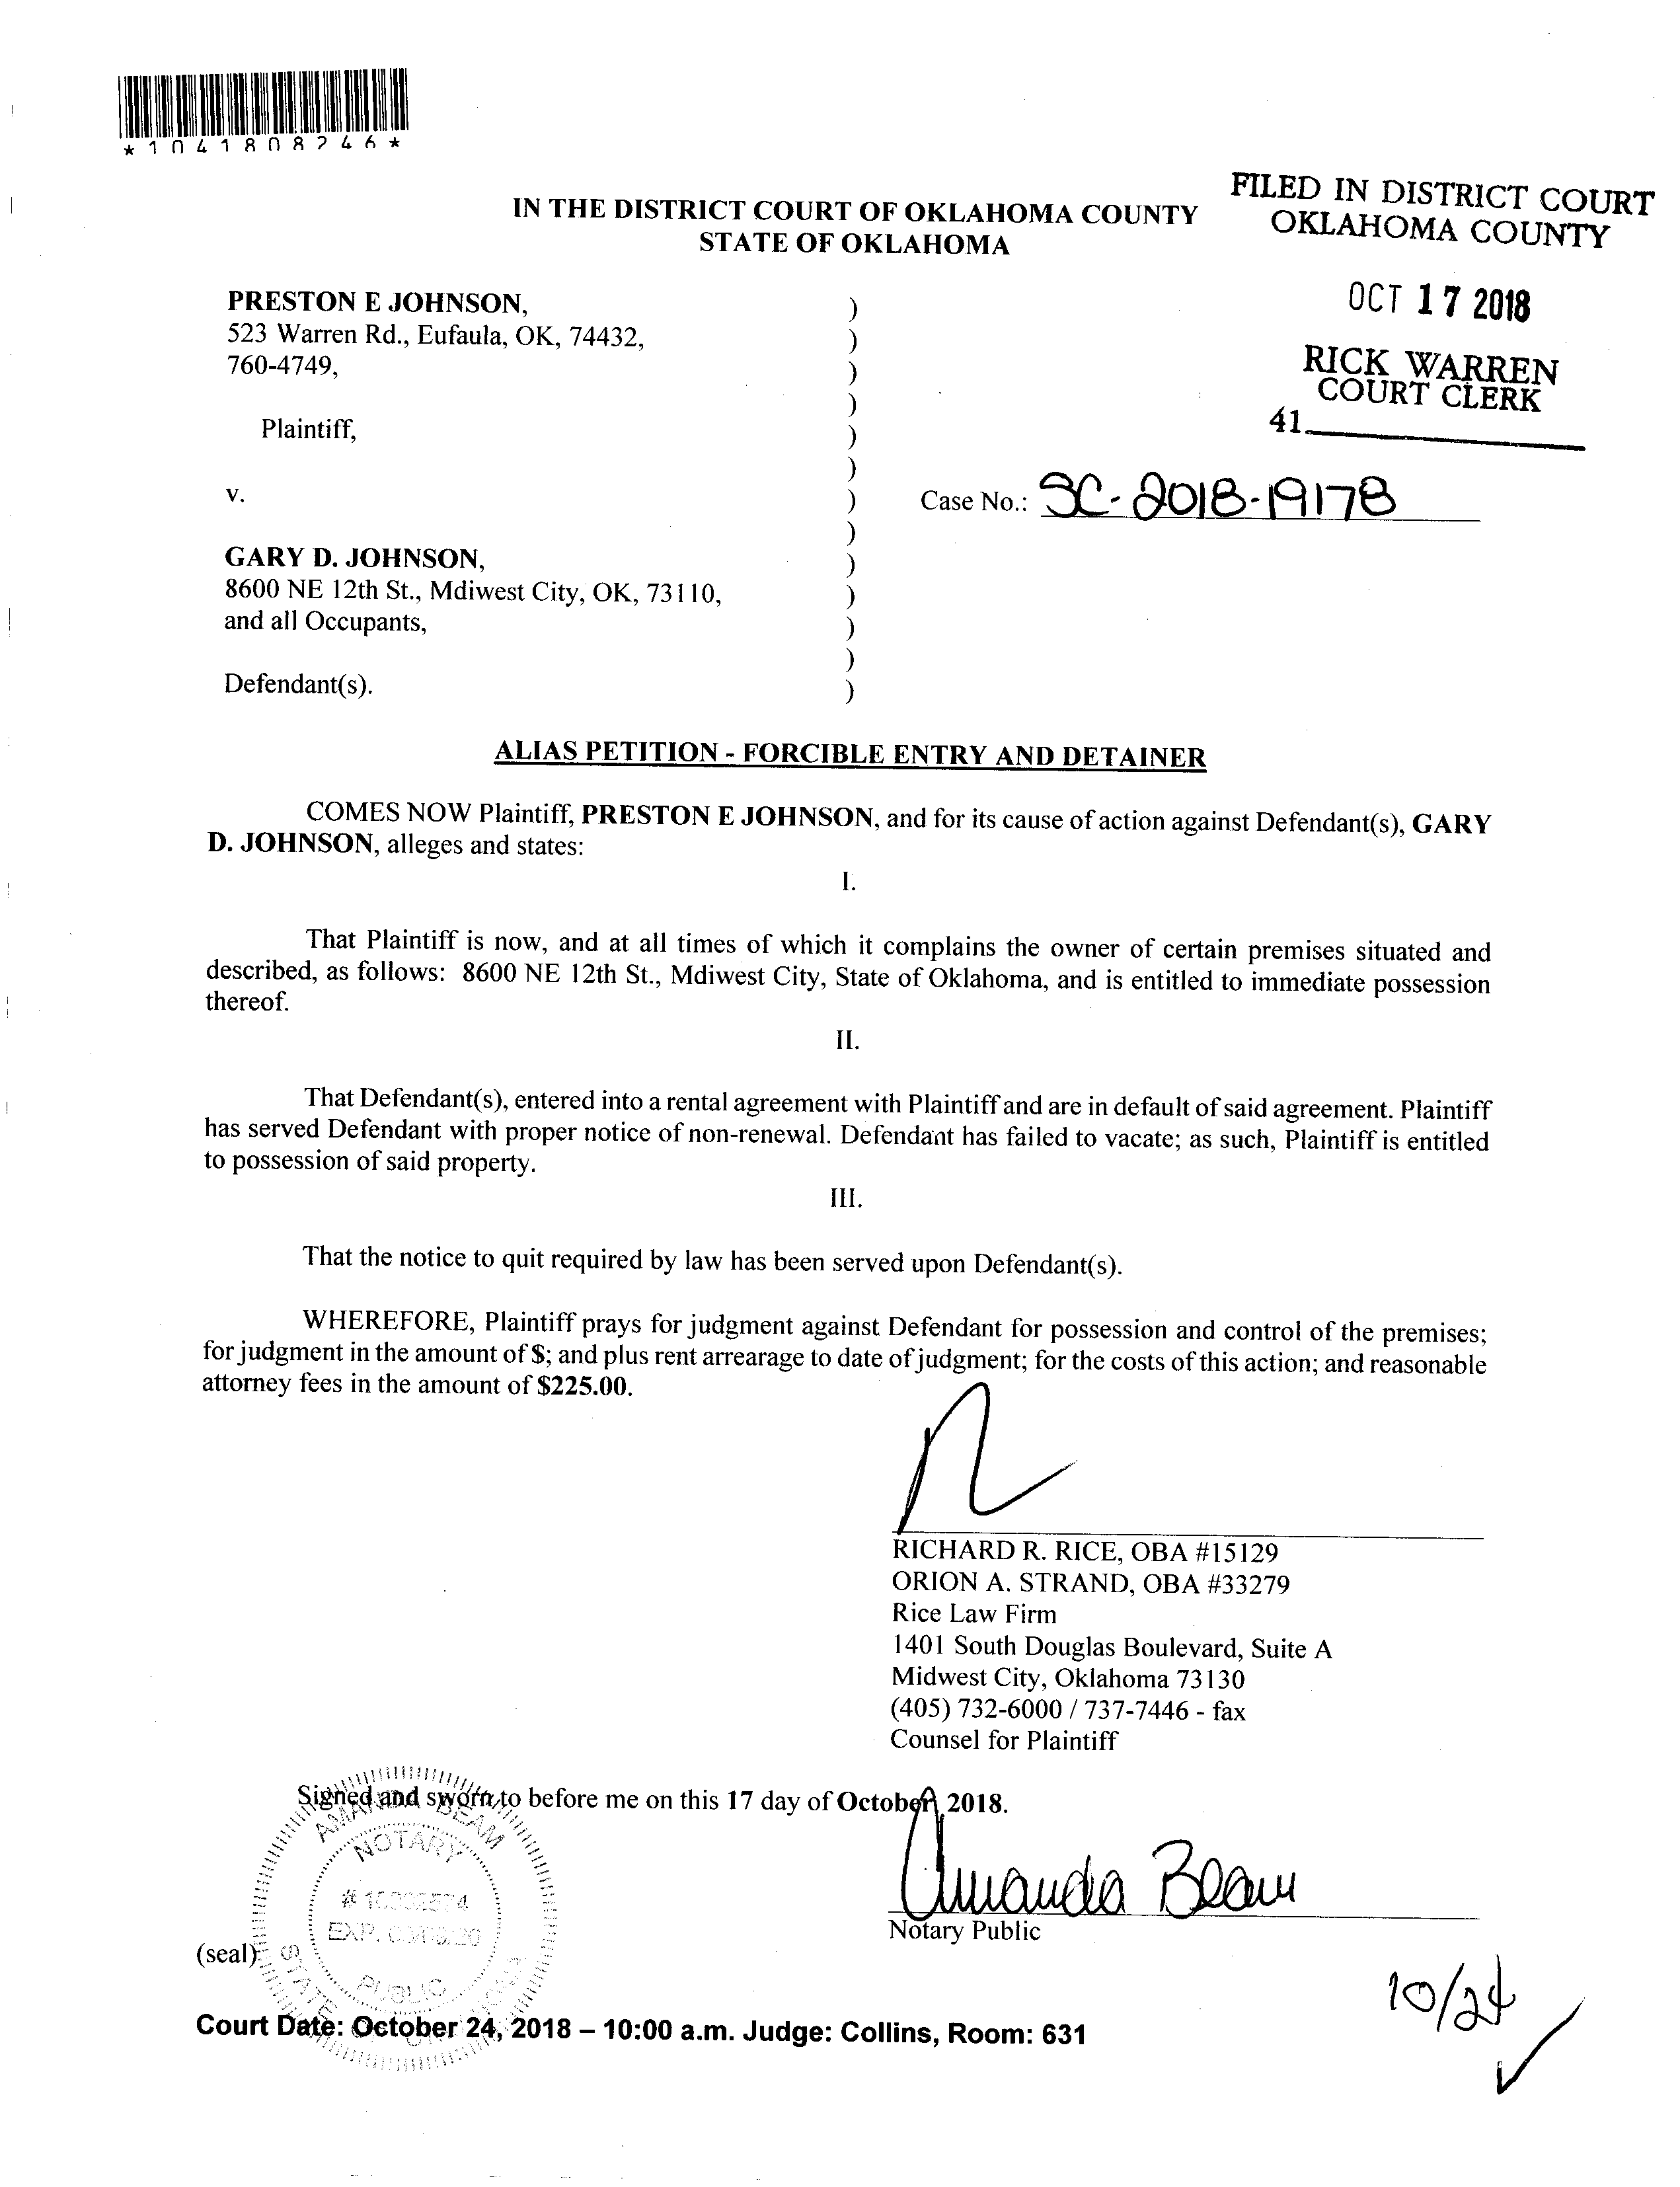 *1041808246*
FILED IN DISTRICT COURT
OKLAHOMA COUNTY
IN THE DISTRICT COURT OF OKLAHOMA COUNTY
STATE OF OKLAHOMA
OCT 17 2018
RICK WARREN
COURT CLERK
41
PRESTON E JOHNSON, )
523 Warren Rd., Eufaula, OK, 74432, )
760-4749, )
)
Plaintiff, )
)
v. )
Case No.: SC-2018-19178
)
GARY D. JOHNSON, )
8600 NE 12th St., Mdiwest City, OK, 73110, )
and all Occupants, )
)
Defendant(s). )
ALIAS PETITION - FORCIBLE ENTRY AND DETAINER
COMES NOW Plaintiff, PRESTON E JOHNSON, and for its cause of action against Defendant(s), GARY
D. JOHNSON, alleges and states:
I.
That Plaintiff is now, and at all times of which it complains the owner of certain premises situated and
described, as follows: 8600 NE 12th St., Mdiwest City, State of Oklahoma, and is entitled to immediate possession
thereof.
II.
That Defendant(s), entered into a rental agreement with Plaintiff and are in default of said agreement. Plaintiff
has served Defendant with proper notice of non-renewal. Defendant has failed to vacate; as such, Plaintiff is entitled
to possession of said property.
III.
That the notice to quit required by law has been served upon Defendant(s).
WHEREFORE, Plaintiff prays for judgment against Defendant for possession and control of the premises;
for judgment in the amount of $; and plus rent arrearage to date of judgment; for the costs of this action; and reasonable
attorney fees in the amount of $225.00.
RICHARD R. RICE, OBA #15129
ORION A. STRAND, OBA #33279
Rice Law Firm
1401 South Douglas Boulevard, Suite A
Midwest City, Oklahoma 73130
(405) 732-6000 / 737-7446 - fax
Counsel for Plaintiff
Signed and sworn to before me on this 17 day of October, 2018.
AMANDA BEAM
NOTARY
EXP.
PUBLIC
STATE
Amanda Beam
Notary Public
(seal)
10/24
Court Date: October 24, 2018 – 10:00 a.m. Judge: Collins, Room: 631